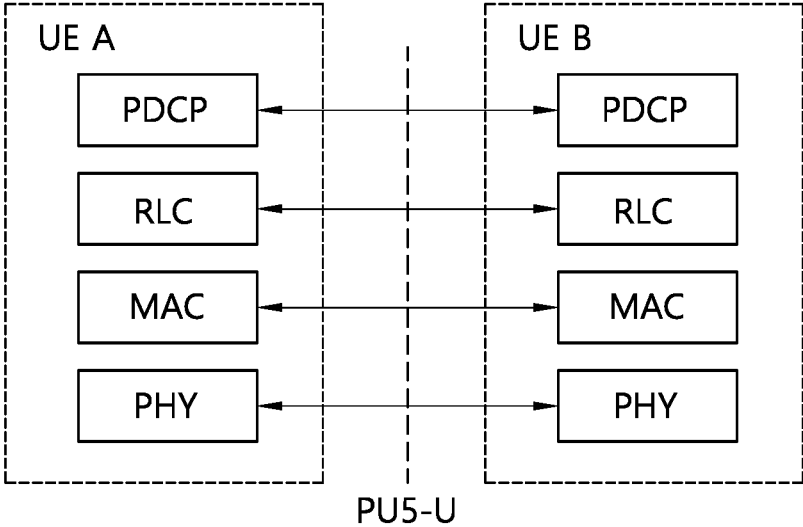 UE A UE B
PDCP PDCP
RLC RLC
MAC MAC
PHY PHY
PU5-U